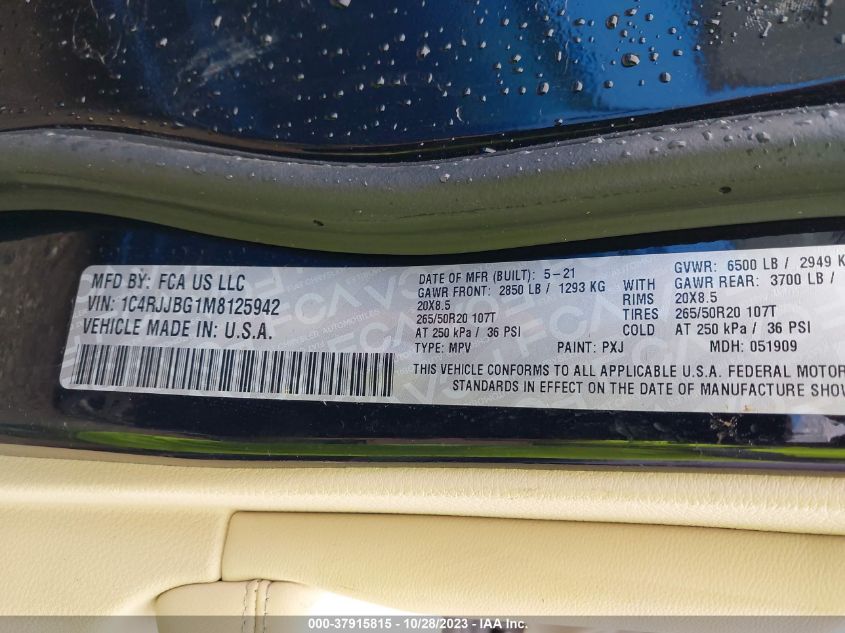 MFD BY: FCA US LLC
VIN: 1C4RJJBG1M8125942
VEHICLE MADE IN: U.S.A.
DATE OF MFR (BUILT): 5-21
GAWR FRONT: 2850 LB / 1293 KG WITH
20X8.5 RIMS
265/50R20 107T TIRES
AT 250 kPa / 36 PSI COLD
TYPE: MPV PAINT: PXJ
GVWR: 6500 LB / 2949 K
GAWR REAR: 3700 LB /
20X8.5
265/50R20 107T
AT 250 kPa / 36 PSI
MDH: 051909
THIS VEHICLE CONFORMS TO ALL APPLICABLE U.S.A. FEDERAL MOTOR
STANDARDS IN EFFECT ON THE DATE OF MANUFACTURE SHOW
© - 37915815 - 10/28/2023 - IAA Inc.